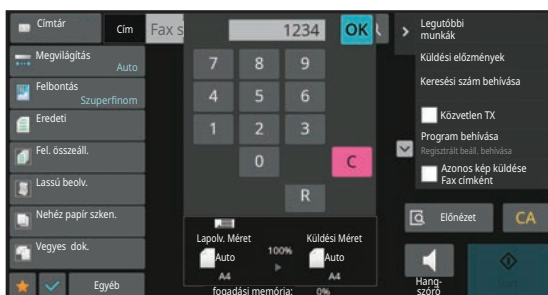 Címtár
Cím
Fax s
1234
OK
Legutóbbi
munkák
Megvilágítás
Auto
7 8 9
Küldési előzmények
Felbontás
Szuperfinom
Keresési szám behívása
4 5 6
Eredeti
Közvetlen TX
1 2 3
Program behívása
Regisztrált beáll. behívása
Fel. összeáll.
0
C
Azonos kép küldése
Fax címként
Lassú beolv.
R
Nehéz papír szken.
Előnézet
CA
Lapolv. Méret
Küldési Méret
100%
Auto
Auto
Vegyes dok.
A4
A4
Egyéb
fogadási memória: 0%
Hang-
szóró
Start